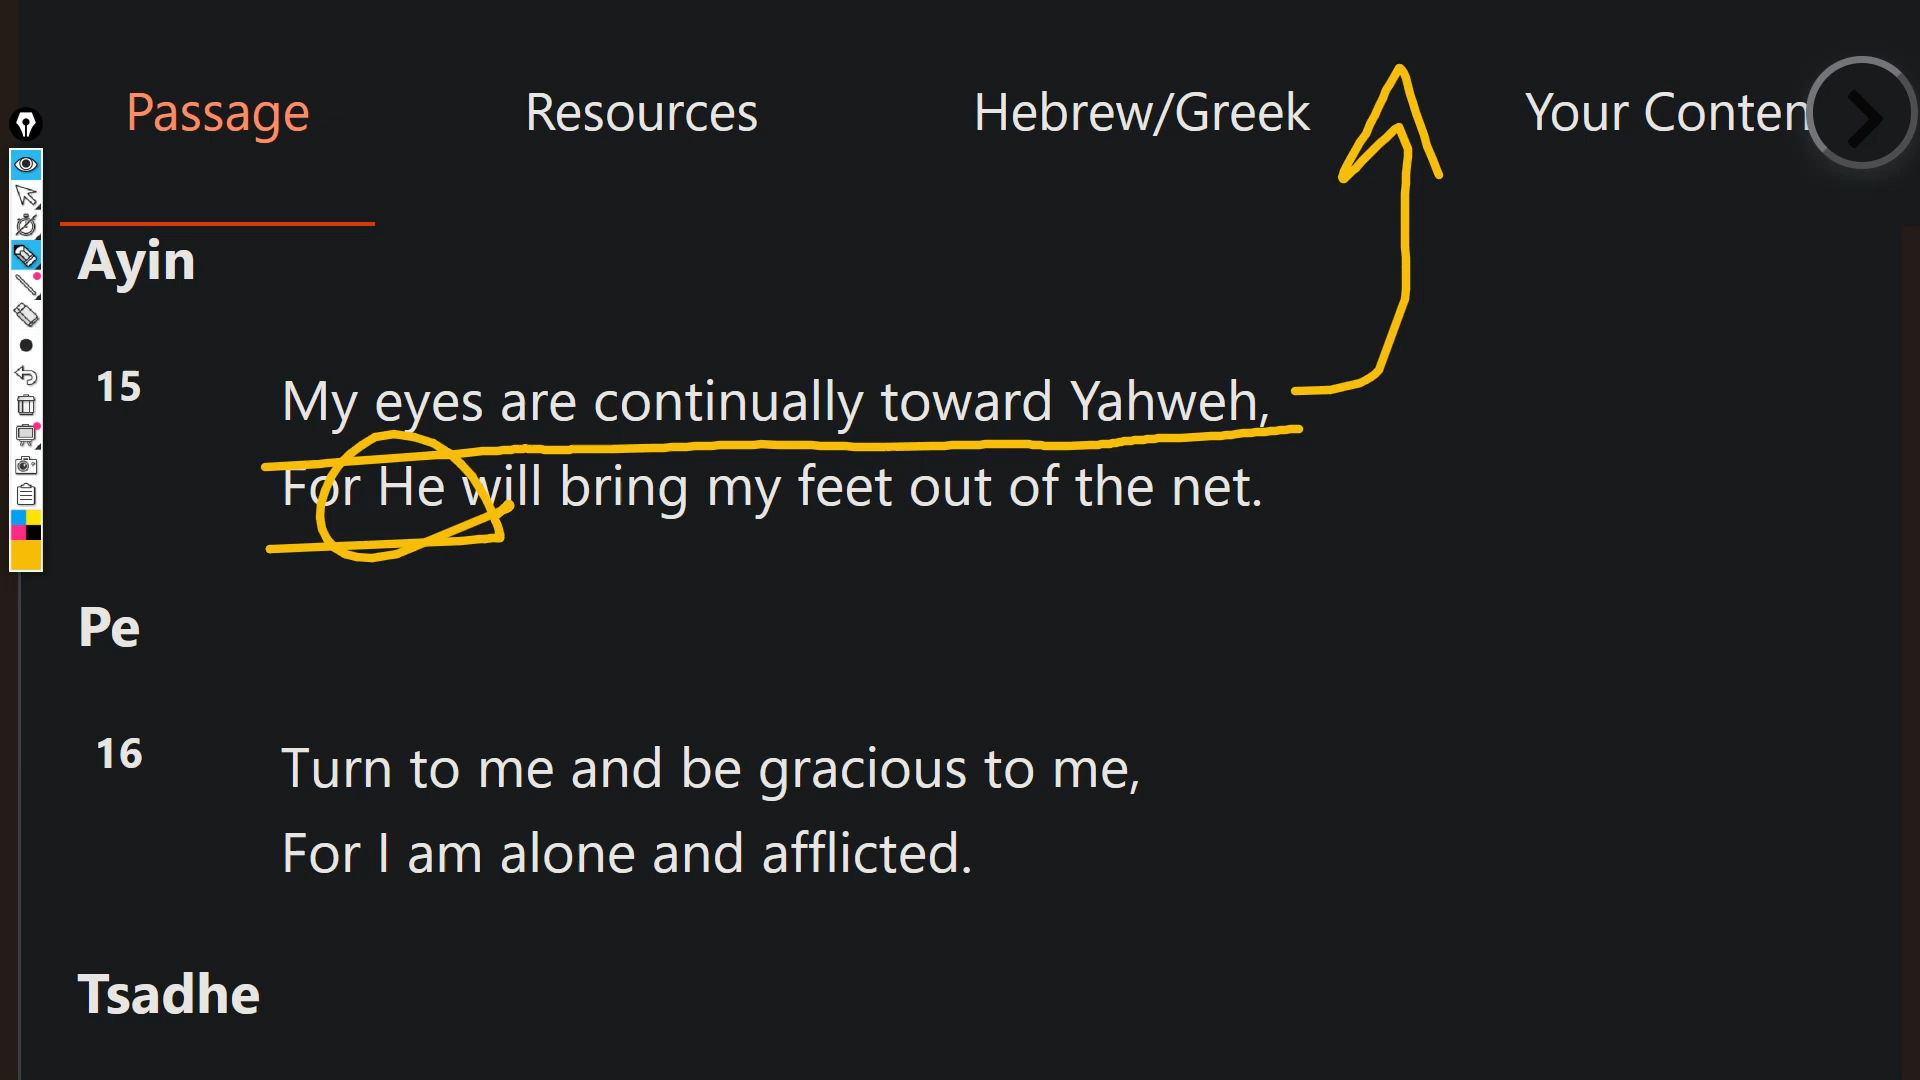 Passage Resources Hebrew/Greek Your Conten
Ayin
15 My eyes are continually toward Yahweh,
For He will bring my feet out of the net.
Pe
16 Turn to me and be gracious to me,
For I am alone and afflicted.
Tsadhe